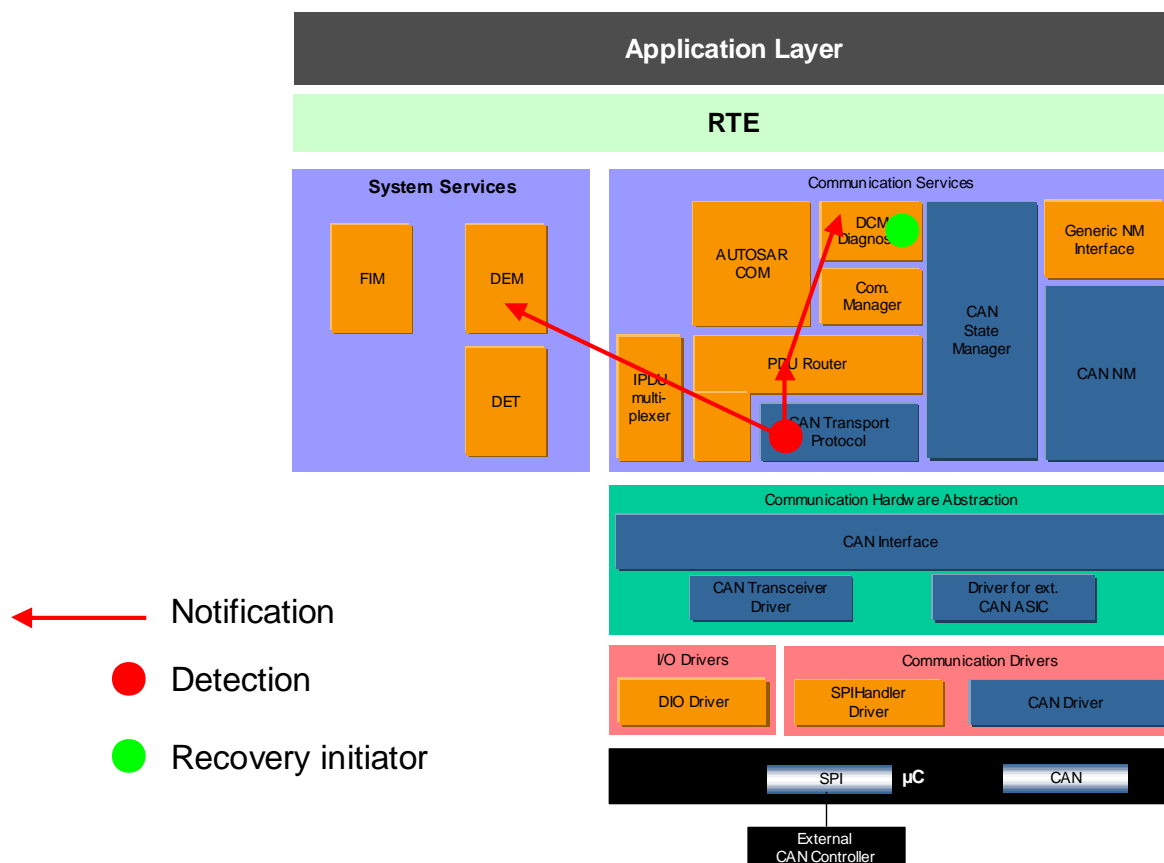 Application Layer
RTE
System Services
FIM
DEM
DET
Communication Services
AUTOSAR
COM
DCM
Com.
Manager
PDU Router
IPDU
multi-
plexer
CAN Transport
Protocol
CAN
State
Manager
Generic NM
Interface
CAN NM
Communication Hardware Abstraction
CAN Interface
CAN Transceiver
Driver
Driver for ext.
CAN ASIC
I/O Drivers
DIO Driver
Communication Drivers
SPIHandler
Driver
CAN Driver
SPI
µC
CAN
External
CAN Controller
Notification
Detection
Recovery initiator